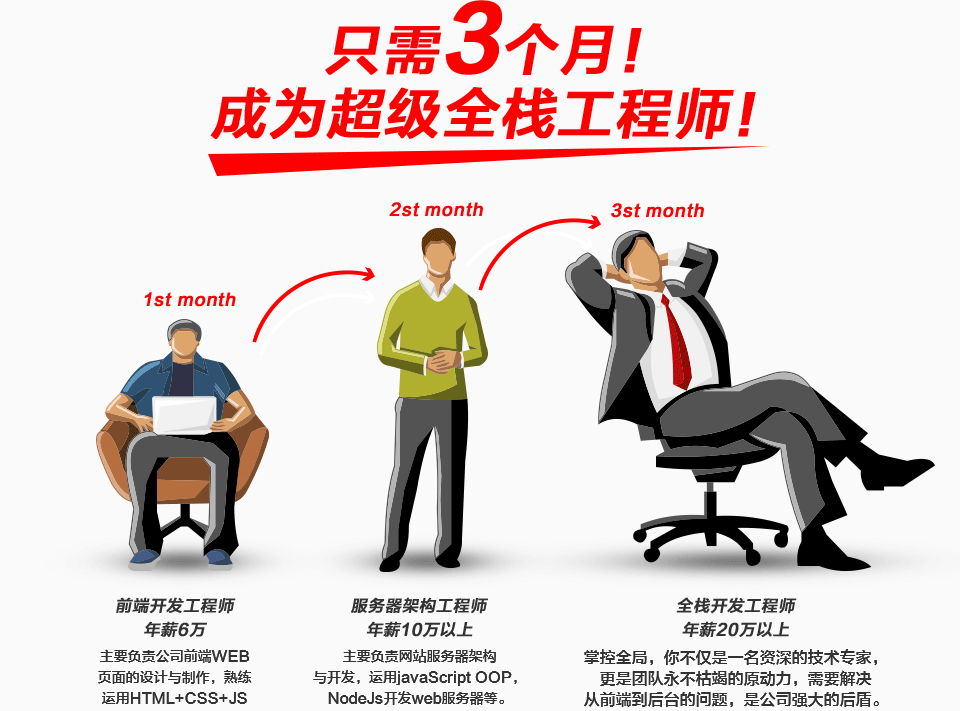 只需3个月！
成为超级全栈工程师！
1st month
2st month
3st month
前端开发工程师
年薪6万
主要负责公司前端WEB
页面的设计与制作，熟练
运用HTML+CSS+JS
服务器架构工程师
年薪10万以上
主要负责网站服务器架构
与开发，运用javaScript OOP，
NodeJs开发web服务器等。
全栈开发工程师
年薪20万以上
掌控全局，你不仅是一名资深的技术专家，
更是团队永不枯竭的原动力，需要解决
从前端到后台的问题，是公司强大的后盾。